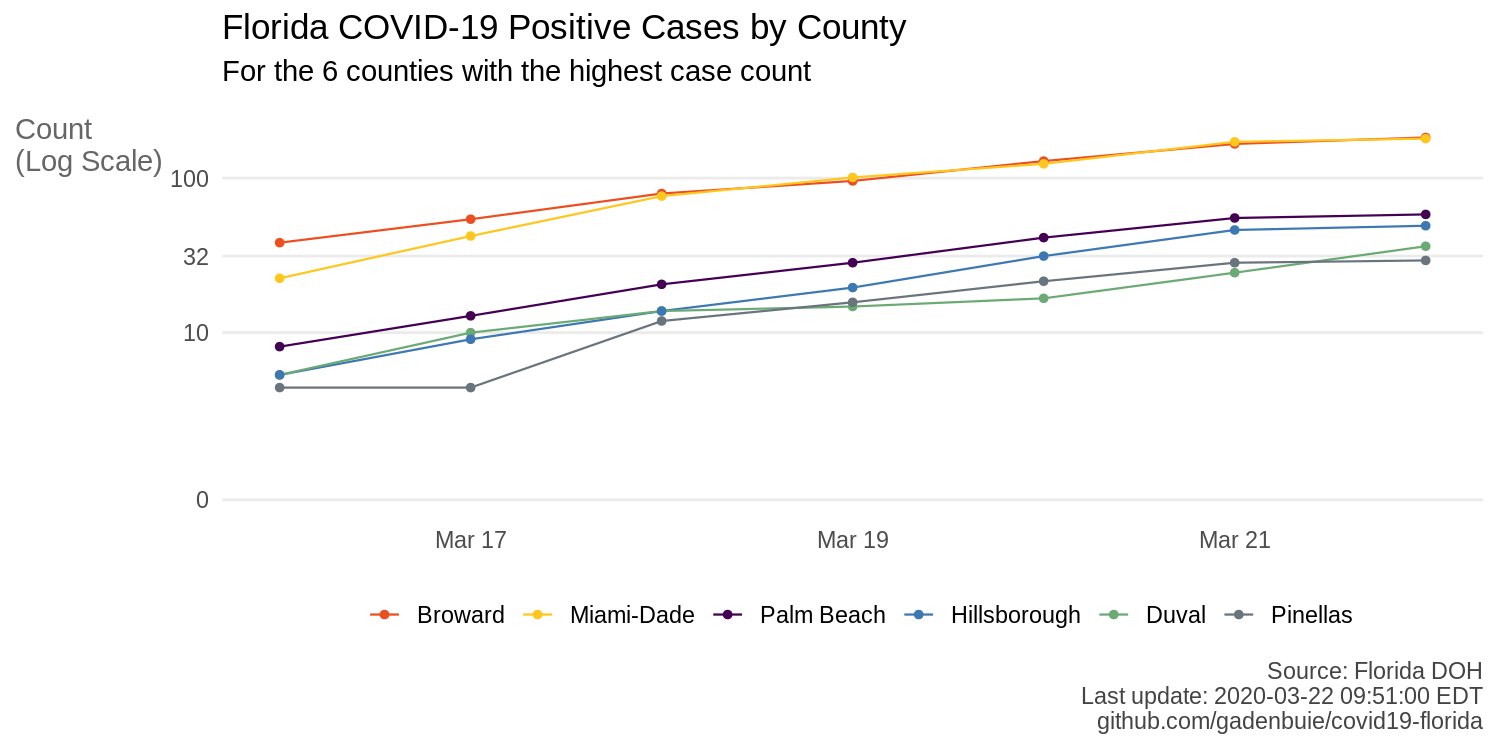 Florida COVID-19 Positive Cases by County
For the 6 counties with the highest case count
Count
(Log Scale)
100
32
10
0
Mar 17 Mar 19 Mar 21
Broward Miami-Dade Palm Beach Hillsborough Duval Pinellas
Source: Florida DOH
Last update: 2020-03-22 09:51:00 EDT
github.com/gadenbuie/covid19-florida